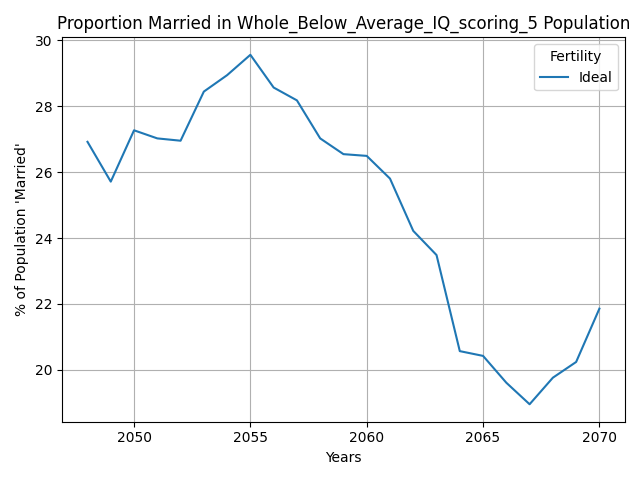 Proportion Married in Whole_Below_Average_IQ_scoring_5 Population
Fertility
Ideal
% of Population 'Married'
30
28
26
24
22
20
2050
2055
2060
2065
2070
Years